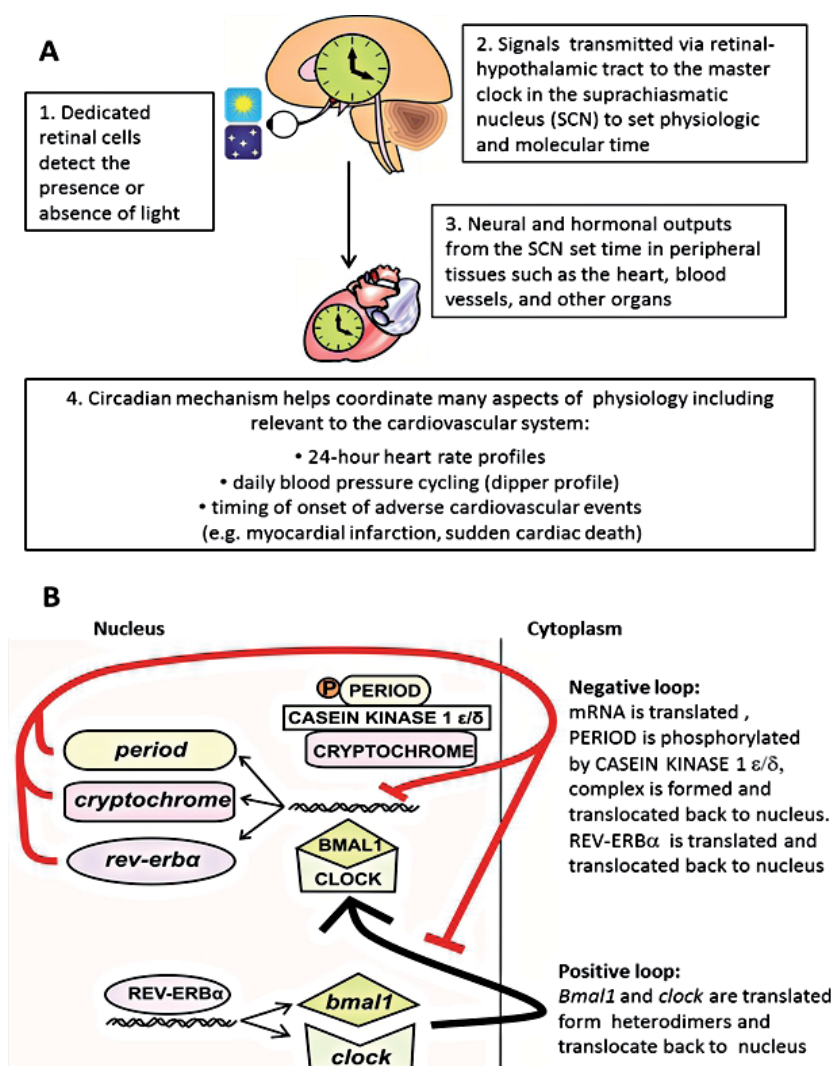 A
1. Dedicated
retinal cells
detect the
presence or
absence of light
2. Signals transmitted via retinal-
hypothalamic tract to the master
clock in the suprachiasmatic
nucleus (SCN) to set physiologic
and molecular time
3. Neural and hormonal outputs
from the SCN set time in peripheral
tissues such as the heart, blood
vessels, and other organs
4. Circadian mechanism helps coordinate many aspects of physiology including
relevant to the cardiovascular system:
• 24-hour heart rate profiles
• daily blood pressure cycling (dipper profile)
• timing of onset of adverse cardiovascular events
(e.g. myocardial infarction, sudden cardiac death)
B
Nucleus
Cytoplasm
P PERIOD
CASEIN KINASE 1 ε/δ
CRYPTOCHROME
period
cryptochrome
rev-erbα
BMAL1
CLOCK
Negative loop:
mRNA is translated ,
PERIOD is phosphorylated
by CASEIN KINASE 1 ε/δ,
complex is formed and
translocated back to nucleus.
REV-ERBα is translated and
translocated back to nucleus
REV-ERBα
bmal1
clock
Positive loop:
Bmal1 and clock are translated
form heterodimers and
translocate back to nucleus